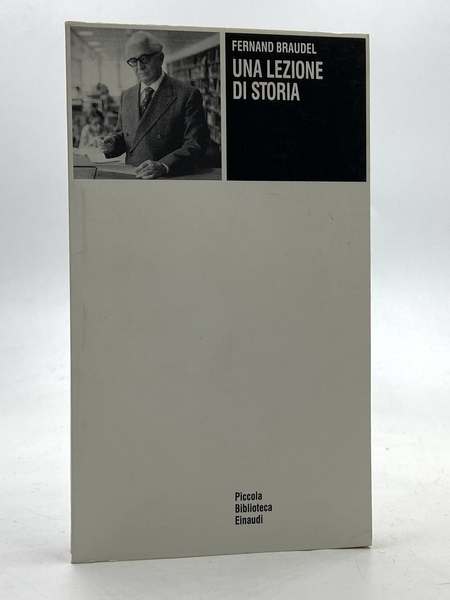 FERNAND BRAUDEL
UNA LEZIONE
DI STORIA
Piccola
Biblioteca
Einaudi